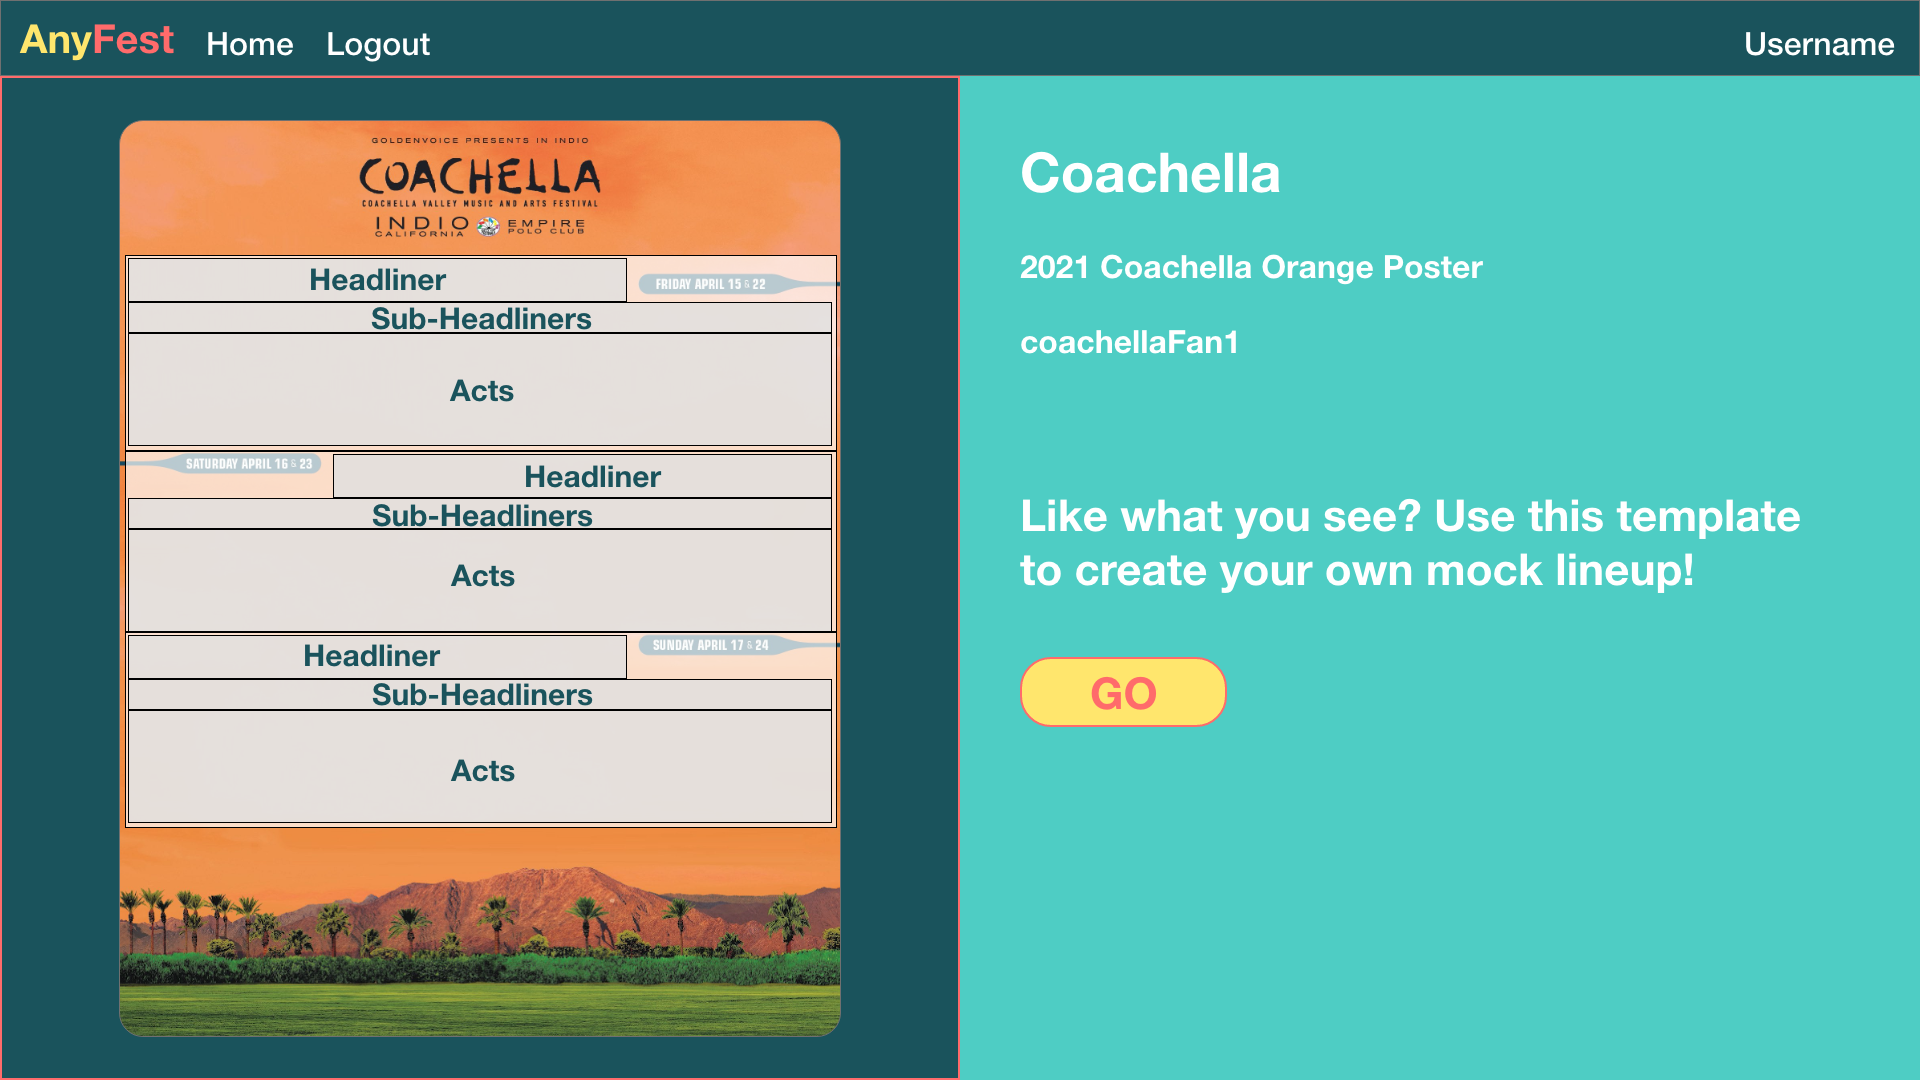 AnyFest Home Logout Username
GOLDENVOICE PRESENTS IN INDIO
COACHELLA
COACHELLA VALLEY MUSIC AND ARTS FESTIVAL
INDIO
CALIFORNIA
EMPIRE
POLO CLUB
Headliner
FRIDAY APRIL 15 & 22
Sub-Headliners
Acts
SATURDAY APRIL 16 & 23
Headliner
Sub-Headliners
Acts
Headliner
SUNDAY APRIL 17 & 24
Sub-Headliners
Acts
Coachella
2021 Coachella Orange Poster
coachellaFan1
Like what you see? Use this template
to create your own mock lineup!
GO